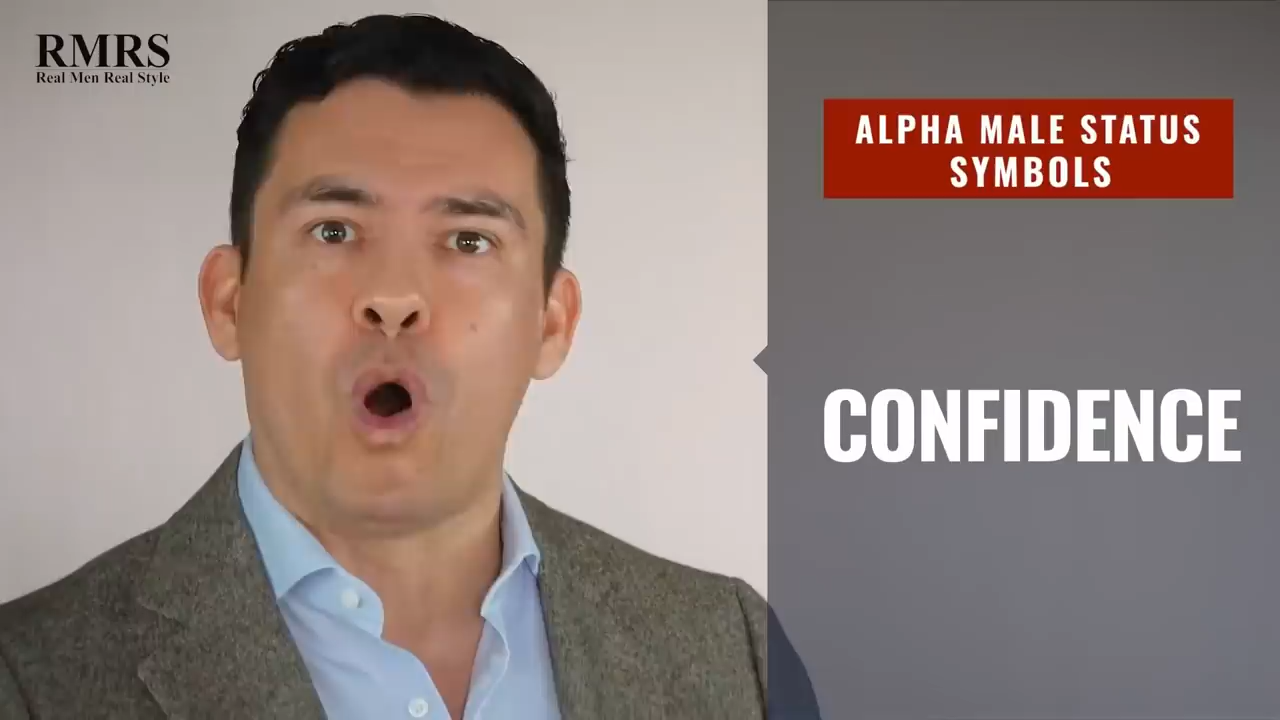 RMRS
Real Men Real Style
ALPHA MALE STATUS
SYMBOLS
CONFIDENCE